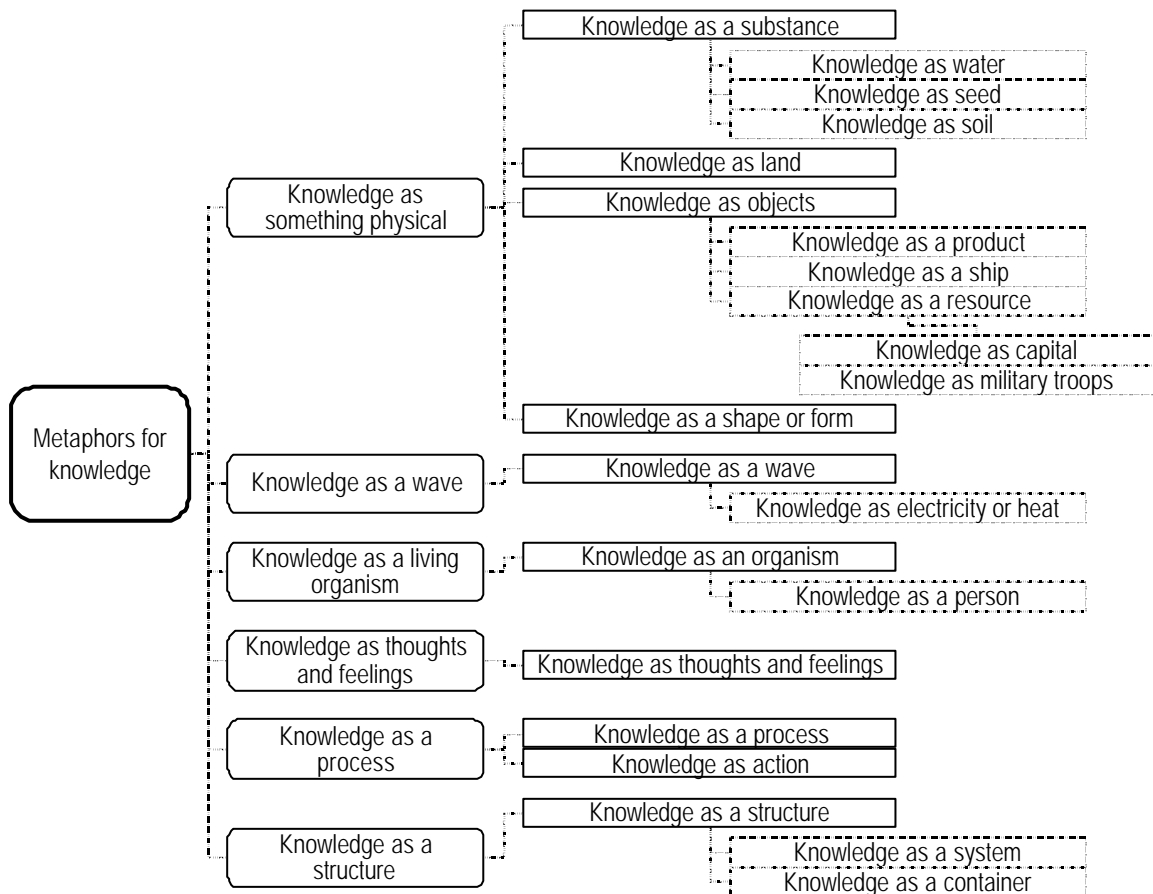 Metaphors for
knowledge
Knowledge as
something physical
Knowledge as a substance
Knowledge as water
Knowledge as seed
Knowledge as soil
Knowledge as land
Knowledge as objects
Knowledge as a product
Knowledge as a ship
Knowledge as a resource
Knowledge as capital
Knowledge as military troops
Knowledge as a shape or form
Knowledge as a wave
Knowledge as a wave
Knowledge as electricity or heat
Knowledge as a living
organism
Knowledge as an organism
Knowledge as a person
Knowledge as thoughts
and feelings
Knowledge as thoughts and feelings
Knowledge as a
process
Knowledge as a process
Knowledge as action
Knowledge as a
structure
Knowledge as a structure
Knowledge as a system
Knowledge as a container